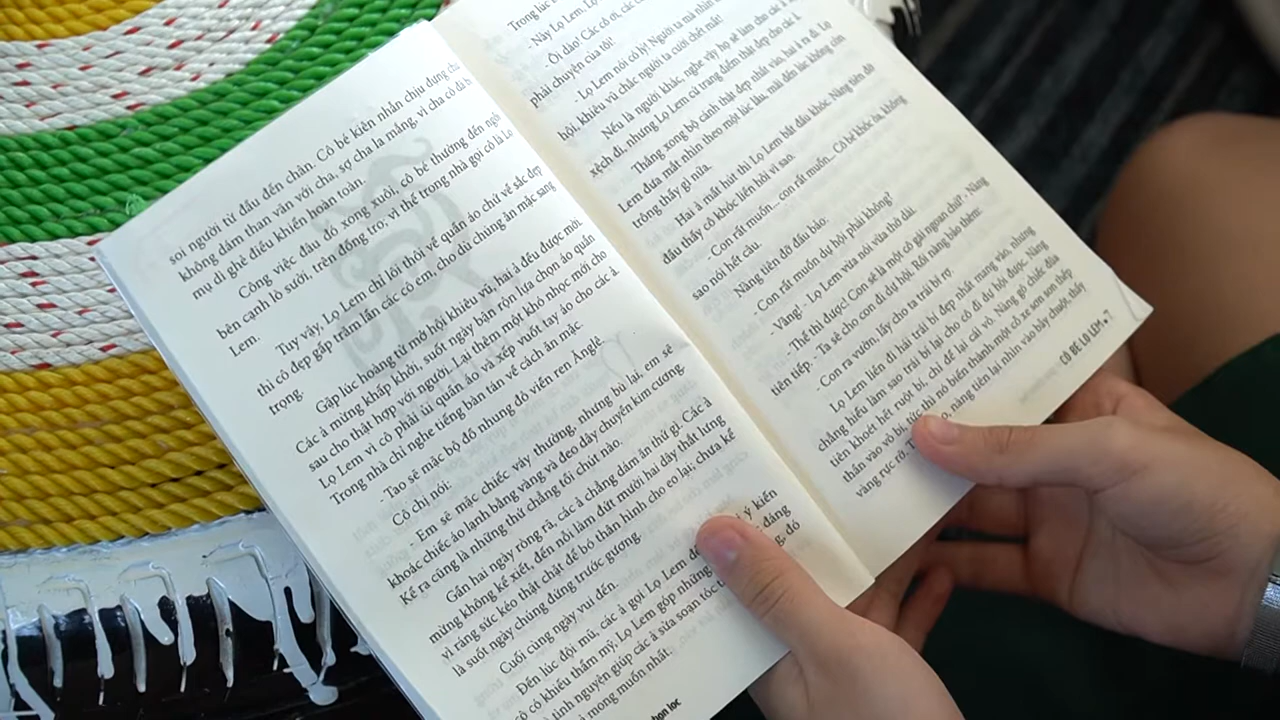 soi người từ đầu đến chân. Cô bé kiên nhẫn chịu đựng
không dám than vãn với cha, sợ cha la mắng, vì cha cô đã
mụ dì ghẻ điều khiển hoàn toàn.
Công việc đâu đó xong xuôi, cô bé thường đến
bên cạnh lò sưởi, trên đống tro; vì thế trong nhà gọi cô là Lọ
Lem.
Tuy vậy, Lọ Lem chỉ lôi thôi về quần áo chứ về sắc đẹp
thì cô đẹp gấp trăm lần các cô em, cho dù chúng ăn mặc sang
trọng.
Gặp lúc hoàng tử mở hội khiêu vũ, hai ả đều được mời.
Các ả mừng khấp khởi, suốt ngày bận rộn lựa chọn áo quần
sau cho thật hợp với người. Lại thêm một khó nhọc mới cho
Lọ Lem vì cô phải ủi quần áo và xếp vuốt tay áo cho các ả.
Trong nhà chỉ nghe tiếng bàn tán về cách ăn mặc.
Tao sẽ mặc bộ đồ nhung đỏ viền ren Ănglê.
Cô chị nói:
- Em sẽ mặc chiếc váy thường, nhưng bù lại, em sẽ
khoác chiếc áo lạnh bằng vàng và đeo dây chuyền kim cương.
Kể ra cũng là những thứ chẳng tồi chút nào.
Gần hai ngày ròng rã, các ả chẳng dám ăn thứ gì. Các ả
mừng không kể xiết, đến nỗi làm đứt mười hai dây thắt lưng
vì ráng sức kéo thật chặt để bó thân hình cho eo lại; chưa kể
là suốt ngày chúng đứng trước gương.
Cuối cùng ngày vui đến.
Đến lúc đội mũ, các ả gọi Lọ Lem ý kiến
cô có khiếu thẩm mỹ. Lọ Lem góp những đáng
tình nguyện giúp các ả sửa soạn tóc đó
mong muốn nhất.
Trong lúc
- Này Lọ Lem,
- Ôi dào! Các cô ơi, các
phải chuyện của tôi!
- Lọ Lem nói có lý! Người ta mà nhìn
hội, khiêu vũ chắc người ta cười chết mất!
Nếu là người khác, nghe vậy họ sẽ làm cho các ả
xếch đi, nhưng Lọ Lem cứ trang điểm thật đẹp cho các ả.
Thắng xong bộ cánh thật đẹp nhất vào, hai ả ra đi. Lọ
Lem đưa mắt nhìn theo một lúc lâu, mãi đến lúc không còn
trông thấy gì nữa.
Hai ả mất hút thì Lọ Lem bắt đầu khóc. Nàng tiên đỡ
đầu thấy cô khóc liền hỏi vì sao.
- Con rất muốn... con rất muốn... Cô bé khóc òa, không
sao nói hết câu.
Nàng tiên đỡ đầu bảo.
- Con rất muốn dự hội phải không?
- Vâng! - Lọ Lem vừa nói vừa thở dài.
- Thế thì được! Con sẽ là một cô gái ngoan chứ?. Nàng
tiên tiếp. - Ta sẽ cho con đi dự hội. Rồi nàng bảo thêm:
- Con ra vườn, lấy cho ta trái bí rợ.
Lọ Lem liền đi hái trái bí đẹp nhất mang vào, nhưng
chẳng hiểu làm sao trái bí lại cho cô đi dự hội được. Nàng
tiên khoét hết ruột bí, chỉ để lại cái vỏ. Nàng gõ chiếc đũa
thần vào vỏ bí, tức thì nó biến thành một cỗ xe sơn son thếp
vàng rực rỡ. nàng tiên lại nhìn vào bẫy chuột, thấy
CÔ BÉ LỌ LEM • 7
chọn lọc